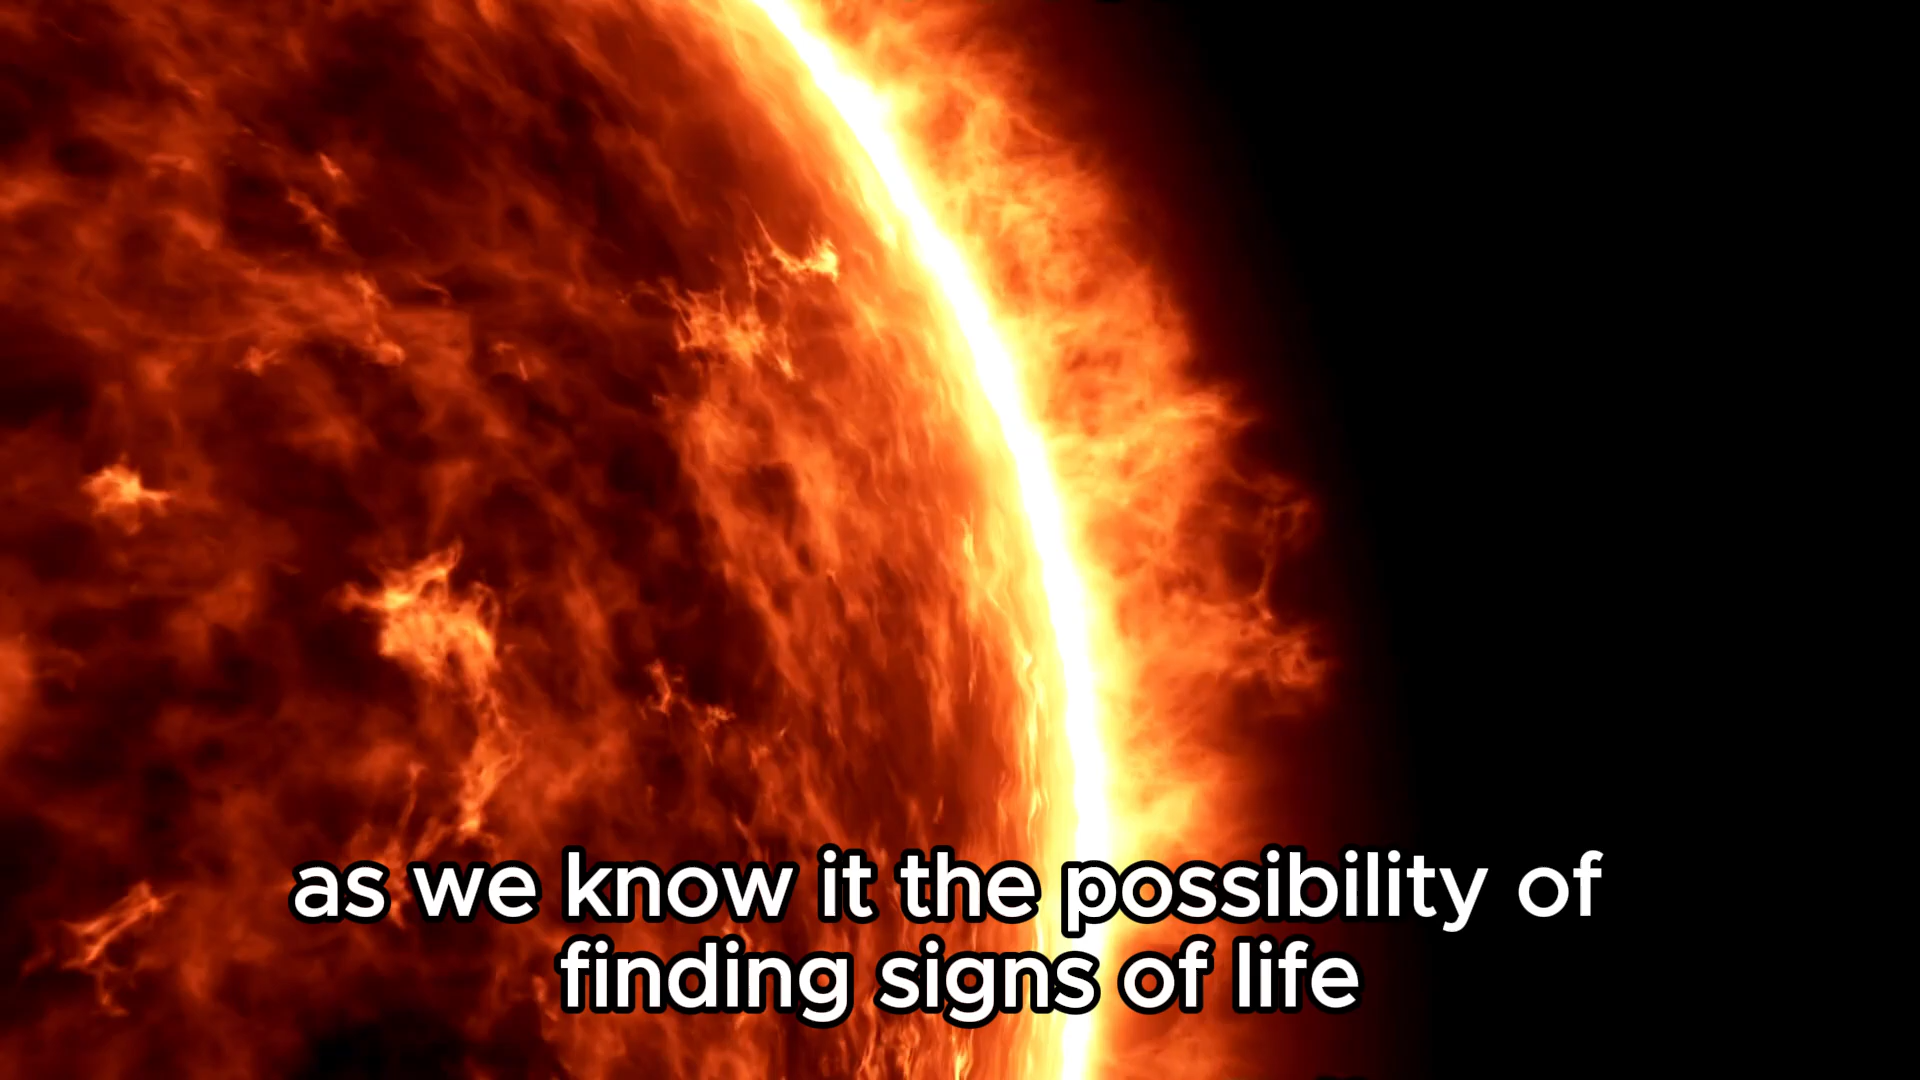 as we know it the possibility of
finding signs of life